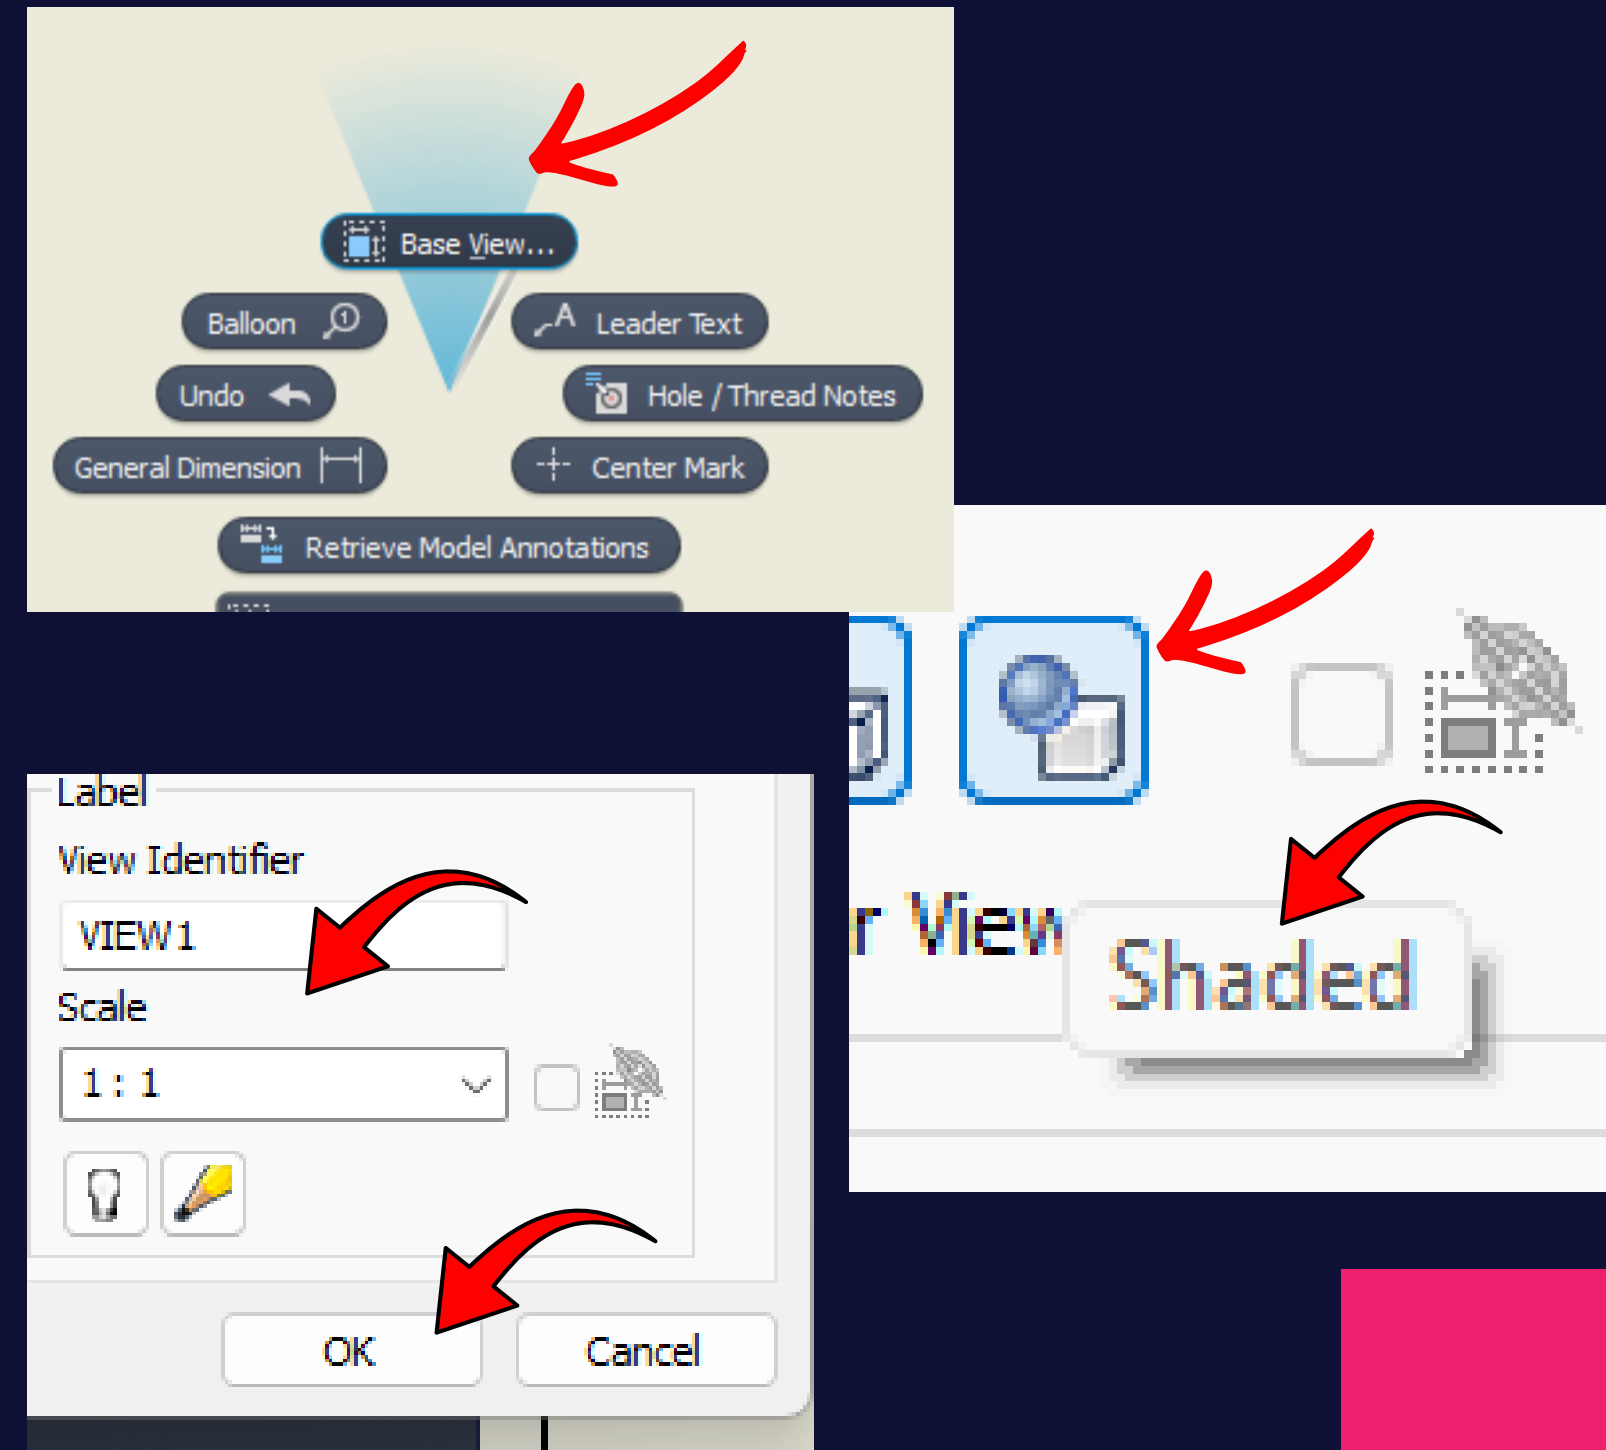 Base View...
Balloon
1
A
Leader Text
Undo
Hole / Thread Notes
General Dimension
Center Mark
Retrieve Model Annotations
r View
Shaded
Label
View Identifier
VIEW1
Scale
1 : 1
OK
Cancel